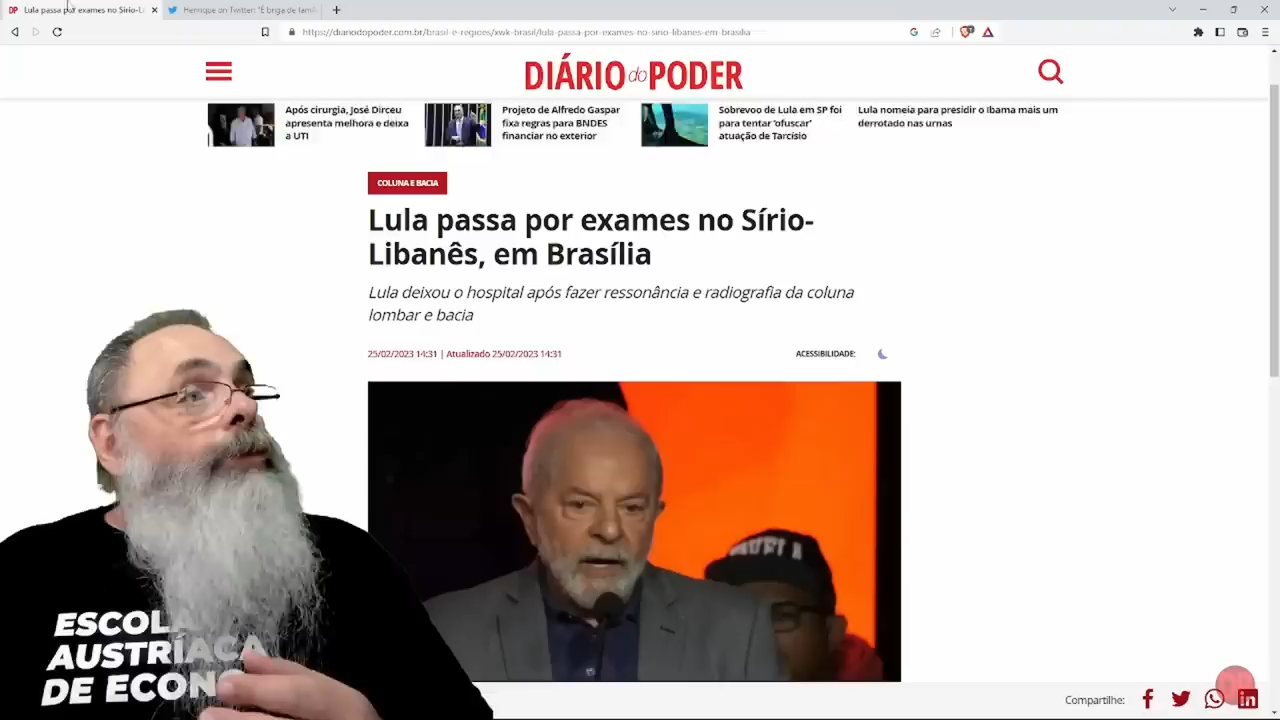 Lula passa por exames no Sírio-L
Henrique on Twitter: "É briga de famíl
https://diariodopoder.com.br/brasil-e-regioes/xwk-brasil/lula-passa-por-exames-no-sirio-libanes-em-brasilia
DIÁRIO do PODER
Após cirurgia, José Dirceu
apresenta melhora e deixa
a UTI
Projeto de Alfredo Gaspar
fixa regras para BNDES
financiar no exterior
Sobrevoo de Lula em SP foi
para tentar 'ofuscar'
atuação de Tarcísio
Lula nomeia para presidir o Ibama mais um
derrotado nas urnas
COLUNA E BACIA
Lula passa por exames no Sírio-
Libanês, em Brasília
Lula deixou o hospital após fazer ressonância e radiografia da coluna
lombar e bacia
25/02/2023 14:31 | Atualizado 25/02/2023 14:31
ACESSIBILIDADE:
ESCOL
AUSTRÍACA
DE ECONO
Compartilhe: